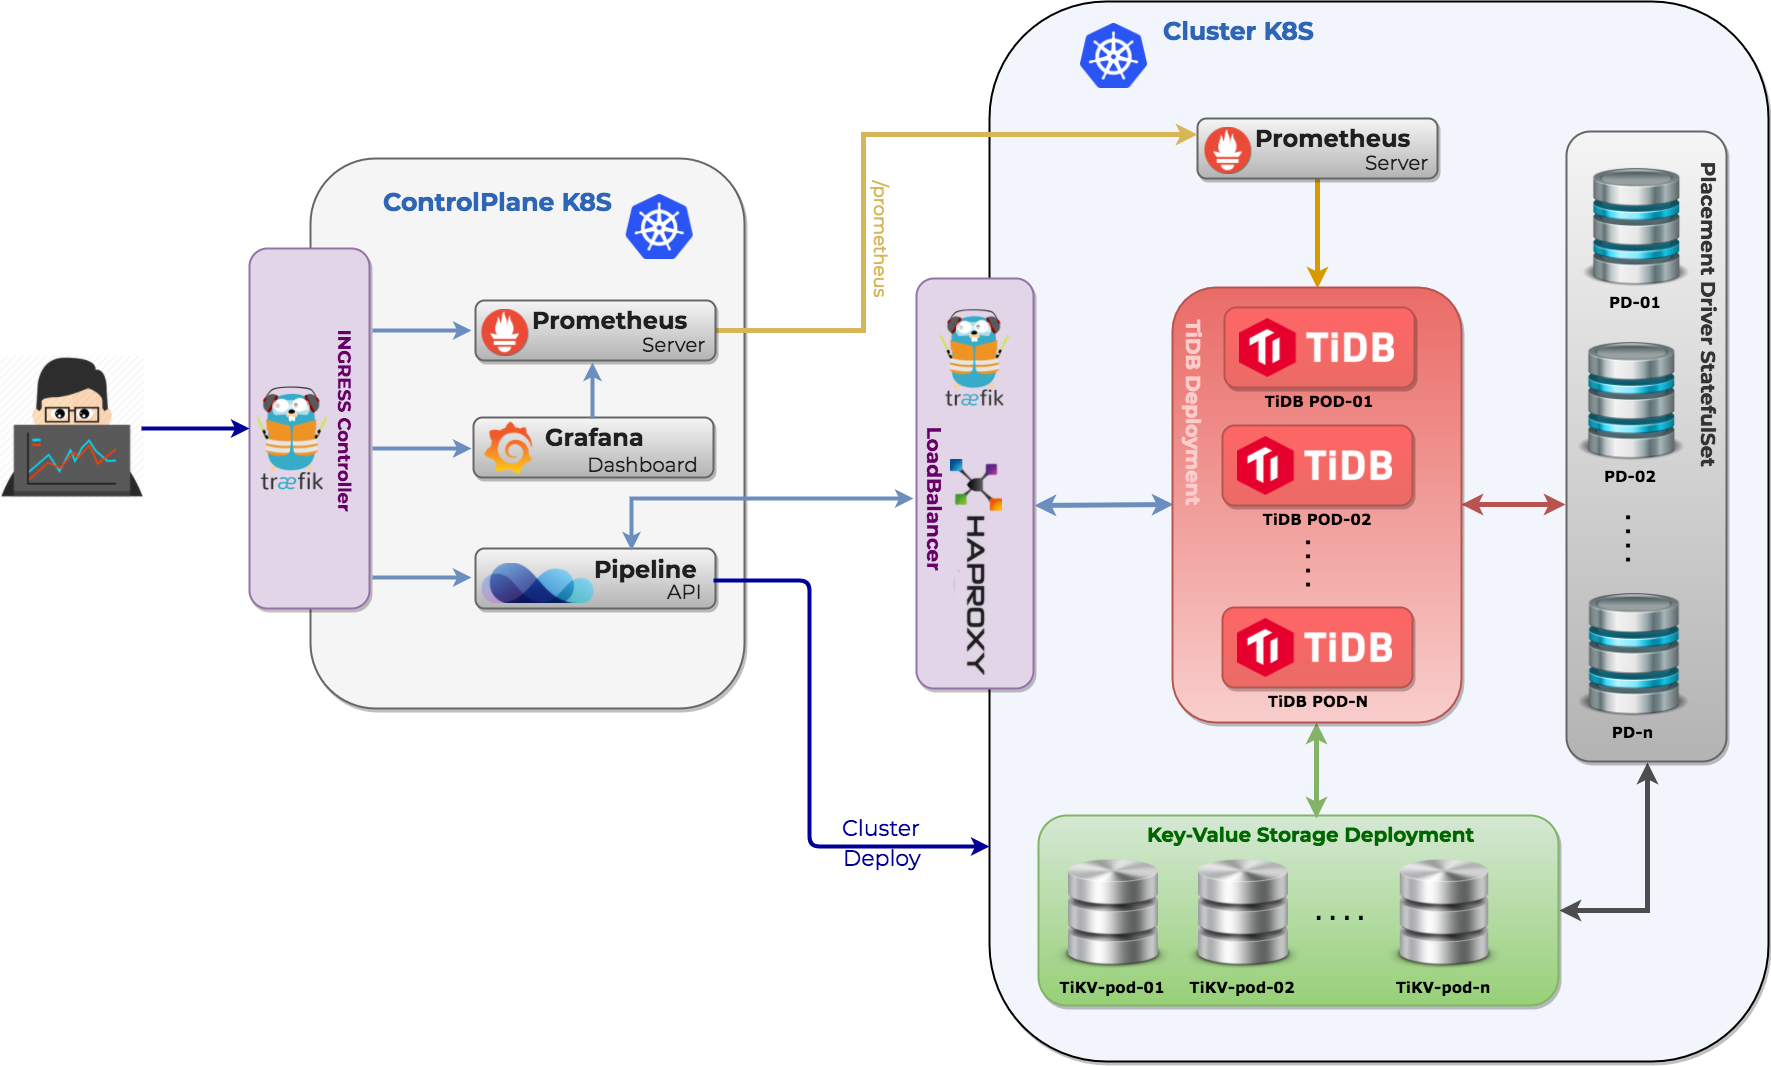 Cluster K8S
Prometheus
Server
ControlPlane K8S
/prometheus
INGRESS Controller
træfik
Prometheus
Server
Grafana
Dashboard
Pipeline
API
træfik
LoadBalancer
HAPROXY
Cluster
Deploy
TiDB Deployment
TiDB
TiDB POD-01
TiDB
TiDB POD-02
TiDB
TiDB POD-N
Placement Driver StatefulSet
PD-01
PD-02
PD-n
Key-Value Storage Deployment
TiKV-pod-01
TiKV-pod-02
....
TiKV-pod-n